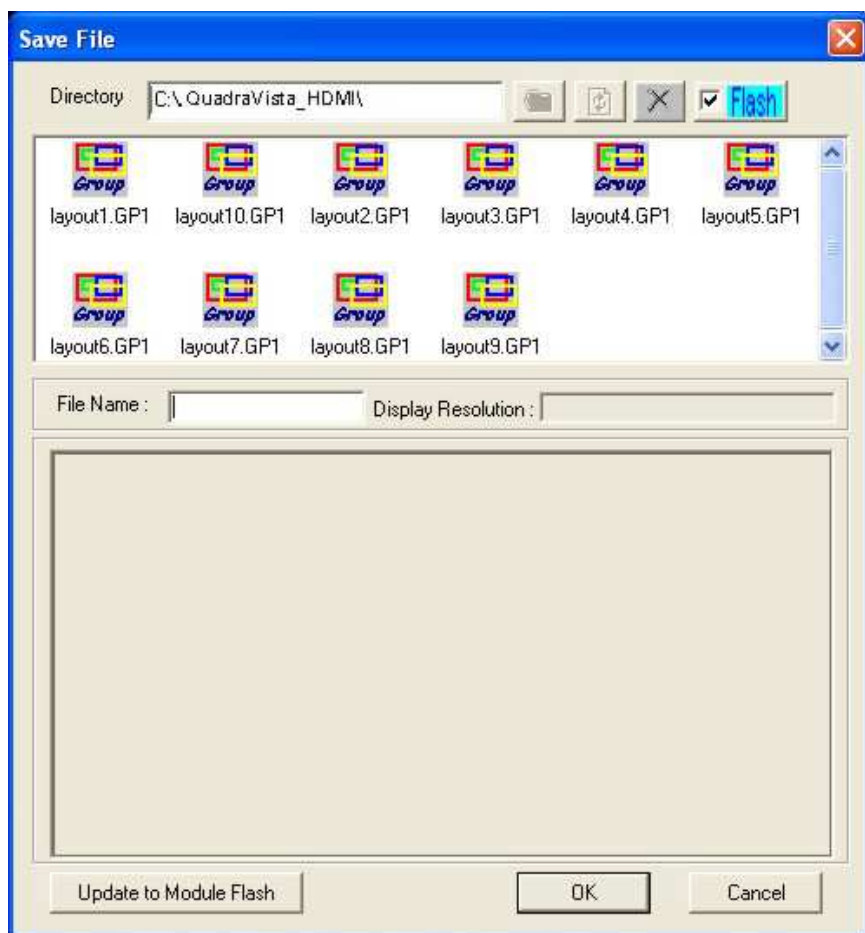 Save File
Directory C:\ QuadraVista_HDMI\ Flash
Group Group Group Group Group Group
layout1.GP1 layout10.GP1 layout2.GP1 layout3.GP1 layout4.GP1 layout5.GP1
Group Group Group Group
layout6.GP1 layout7.GP1 layout8.GP1 layout9.GP1
File Name : Display Resolution :
Update to Module Flash OK Cancel